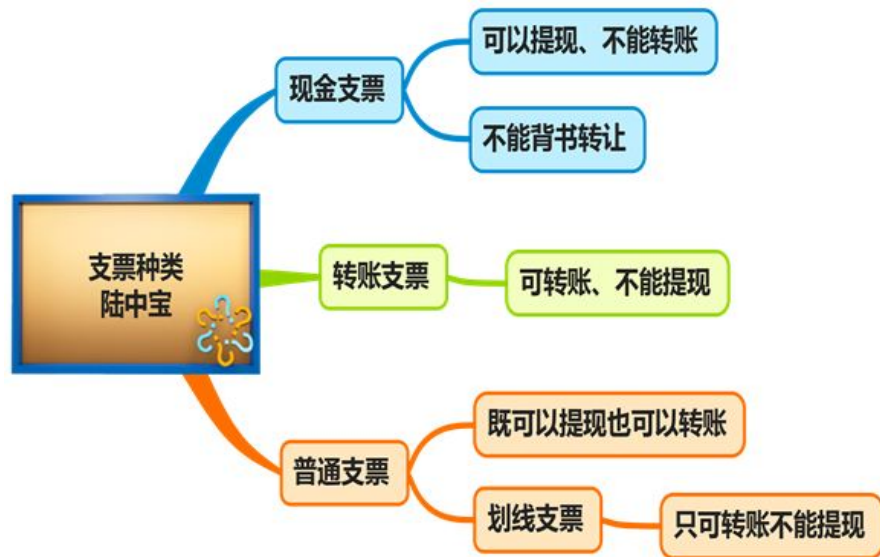 支票种类
陆中宝
现金支票
可以提现、不能转账
不能背书转让
转账支票
可转账、不能提现
普通支票
既可以提现也可以转账
划线支票
只可转账不能提现